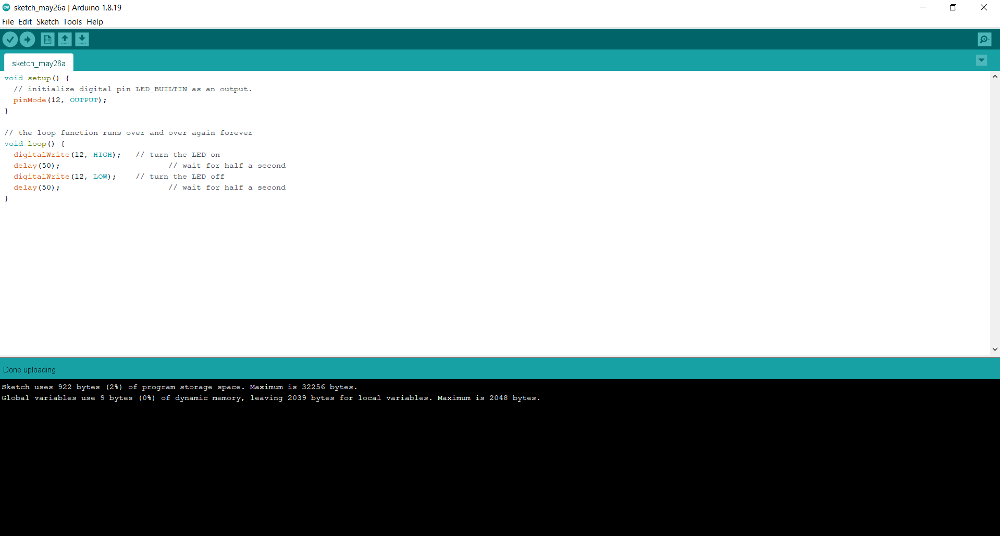 sketch_may26a | Arduino 1.8.19
File Edit Sketch Tools Help
sketch_may26a
void setup() {
  // initialize digital pin LED_BUILTIN as an output.
  pinMode(12, OUTPUT);
}
// the loop function runs over and over again forever
void loop() {
  digitalWrite(12, HIGH);   // turn the LED on
  delay(50);                       // wait for half a second
  digitalWrite(12, LOW);    // turn the LED off
  delay(50);                       // wait for half a second
}
Done uploading.
Sketch uses 922 bytes (2%) of program storage space. Maximum is 32256 bytes.
Global variables use 9 bytes (0%) of dynamic memory, leaving 2039 bytes for local variables. Maximum is 2048 bytes.